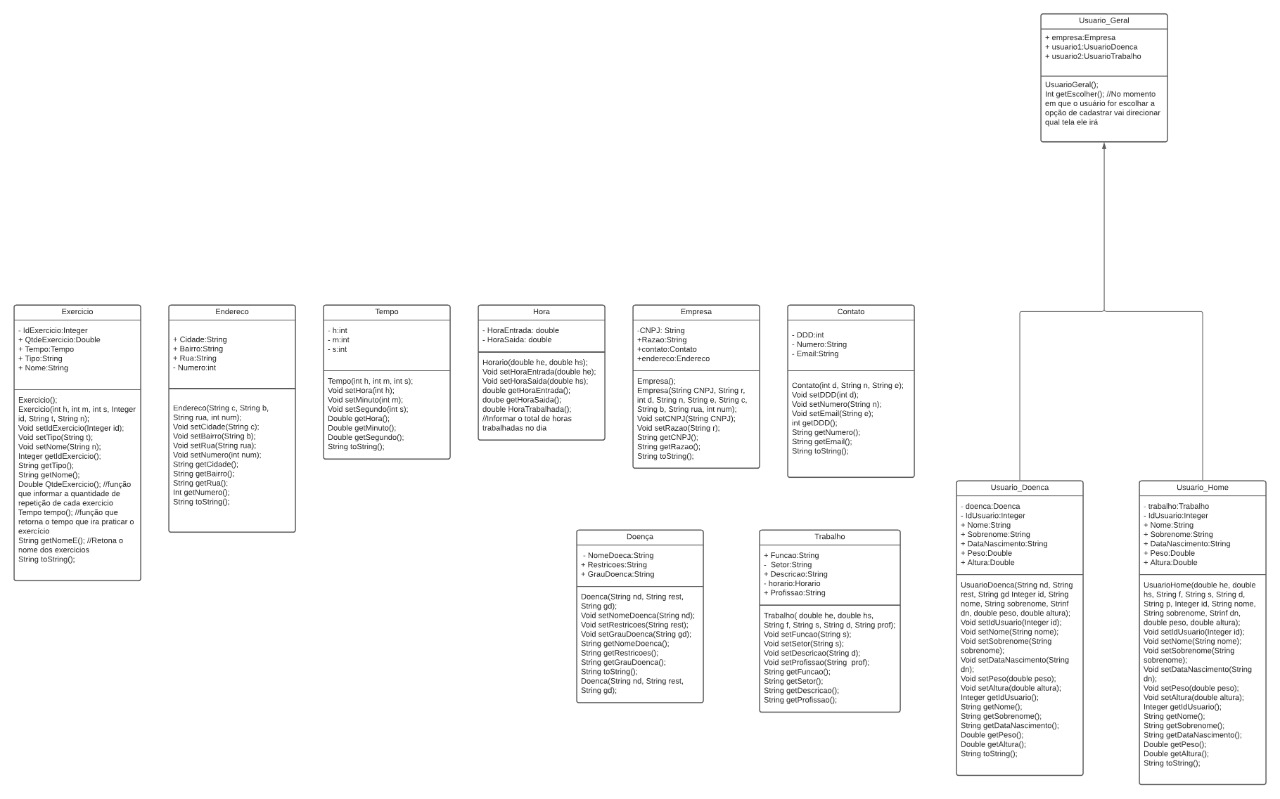 Usuario_Geral
+ empresa:Empresa
+ usuario1:UsuarioDoenca
+ usuario2:UsuarioTrabalho
UsuarioGeral();
Int getEscolher(); //No momento
em que o usuário for escolhar a
opção de cadastrar vai direcionar
qual tela ele irá
Exercicio
- IdExercicio:Integer
+ QtdeExercicio:Double
+ Tempo:Tempo
+ Tipo:String
+ Nome:String
Exercicio();
Exercicio(int h, int m, int s, Integer
id, String t, String n);
Void setIdExercicio(Integer id);
Void setTipo(String t);
Void setNome(String n);
Integer getIdExercicio();
String getTipo();
String getNome();
Double QtdeExercicio(); //função
que informar a quantidade de
repetição de cada exercicio
Tempo tempo(); //função que
retorna o tempo que ira praticar o
exercício
String getNomeE(); //Retona o
nome dos exercicios
String toString();
Endereco
+ Cidade:String
+ Bairro:String
+ Rua:String
- Numero:int
Endereco(String c, String b,
String rua, int num);
Void setCidade(String c);
Void setBairro(String b);
Void setRua(String rua);
Void setNumero(int num);
String getCidade();
String getBairro();
String getRua();
Int getNumero();
String toString();
Tempo
- h:int
- m:int
- s:int
Tempo(int h, int m, int s);
Void setHora(int h);
Void setMinuto(int m);
Void setSegundo(int s);
Double getHora();
Double getMinuto();
Double getSegundo();
String toString();
Hora
- HoraEntrada: double
- HoraSaida: double
Horario(double he, double hs);
Void setHoraEntrada(double he);
Void setHoraSaida(double hs);
double getHoraEntrada();
doube getHoraSaida();
double HoraTrabalhada();
//Informar o total de horas
trabalhadas no dia
Empresa
-CNPJ: String
+Razao:String
+contato:Contato
+endereco:Endereco
Empresa();
Empresa(String CNPJ, String r,
int d, String n, String e, String c,
String b, String rua, int num);
Void setCNPJ(String CNPJ);
Void setRazao(String r);
String getCNPJ();
String getRazao();
String toString();
Contato
- DDD:int
- Numero:String
- Email:String
Contato(int d, String n, String e);
Void setDDD(int d);
Void setNumero(String n);
Void setEmail(String e);
int getDDD();
String getNumero();
String getEmail();
String toString();
Doença
- NomeDoeca:String
+ Restricoes:String
+ GrauDoenca:String
Doenca(String nd, String rest,
String gd);
Void setNomeDoenca(String nd);
Void setRestricoes(String rest);
Void setGrauDoenca(String gd);
String getNomeDoenca();
String getRestricoes();
String getGrauDoenca();
String toString();
Doenca(String nd, String rest,
String gd);
Trabalho
+ Funcao:String
- Setor:String
+ Descricao:String
- horario:Horario
+ Profissao:String
Trabalho( double he, double hs,
String f, String s, String d, String prof);
Void setFuncao(String s);
Void setSetor(String s);
Void setDescricao(String d);
Void setProfissao(String prof);
String getFuncao();
String getSetor();
String getDescricao();
String getProfissao();
Usuario_Doenca
- doenca:Doenca
- IdUsuario:Integer
+ Nome:String
+ Sobrenome:String
+ DataNascimento:String
+ Peso:Double
+ Altura:Double
UsuarioDoenca(String nd, String
rest, String gd Integer id, String
nome, String sobrenome, Strinf
dn, double peso, double altura);
Void setIdUsuario(Integer id);
Void setNome(String nome);
Void setSobrenome(String
sobrenome);
Void setDataNascimento(String
dn);
Void setPeso(double peso);
Void setAltura(double altura);
Integer getIdUsuario();
String getNome();
String getSobrenome();
String getDataNascimento();
Double getPeso();
Double getAltura();
String toString();
Usuario_Home
- trabalho:Trabalho
- IdUsuario:Integer
+ Nome:String
+ Sobrenome:String
+ DataNascimento:String
+ Peso:Double
+ Altura:Double
UsuarioHome(double he, double
hs, String f, String s, String d,
String p, Integer id, String nome,
String sobrenome, String dn,
double peso, double altura);
Void setIdUsuario(Integer id);
Void setNome(String nome);
Void setSobrenome(String
sobrenome);
Void setDataNascimento(String
dn);
Void setPeso(double peso);
Void setAltura(double altura);
Integer getIdUsuario();
String getNome();
String getSobrenome();
String getDataNascimento();
Double getPeso();
Double getAltura();
String toString();